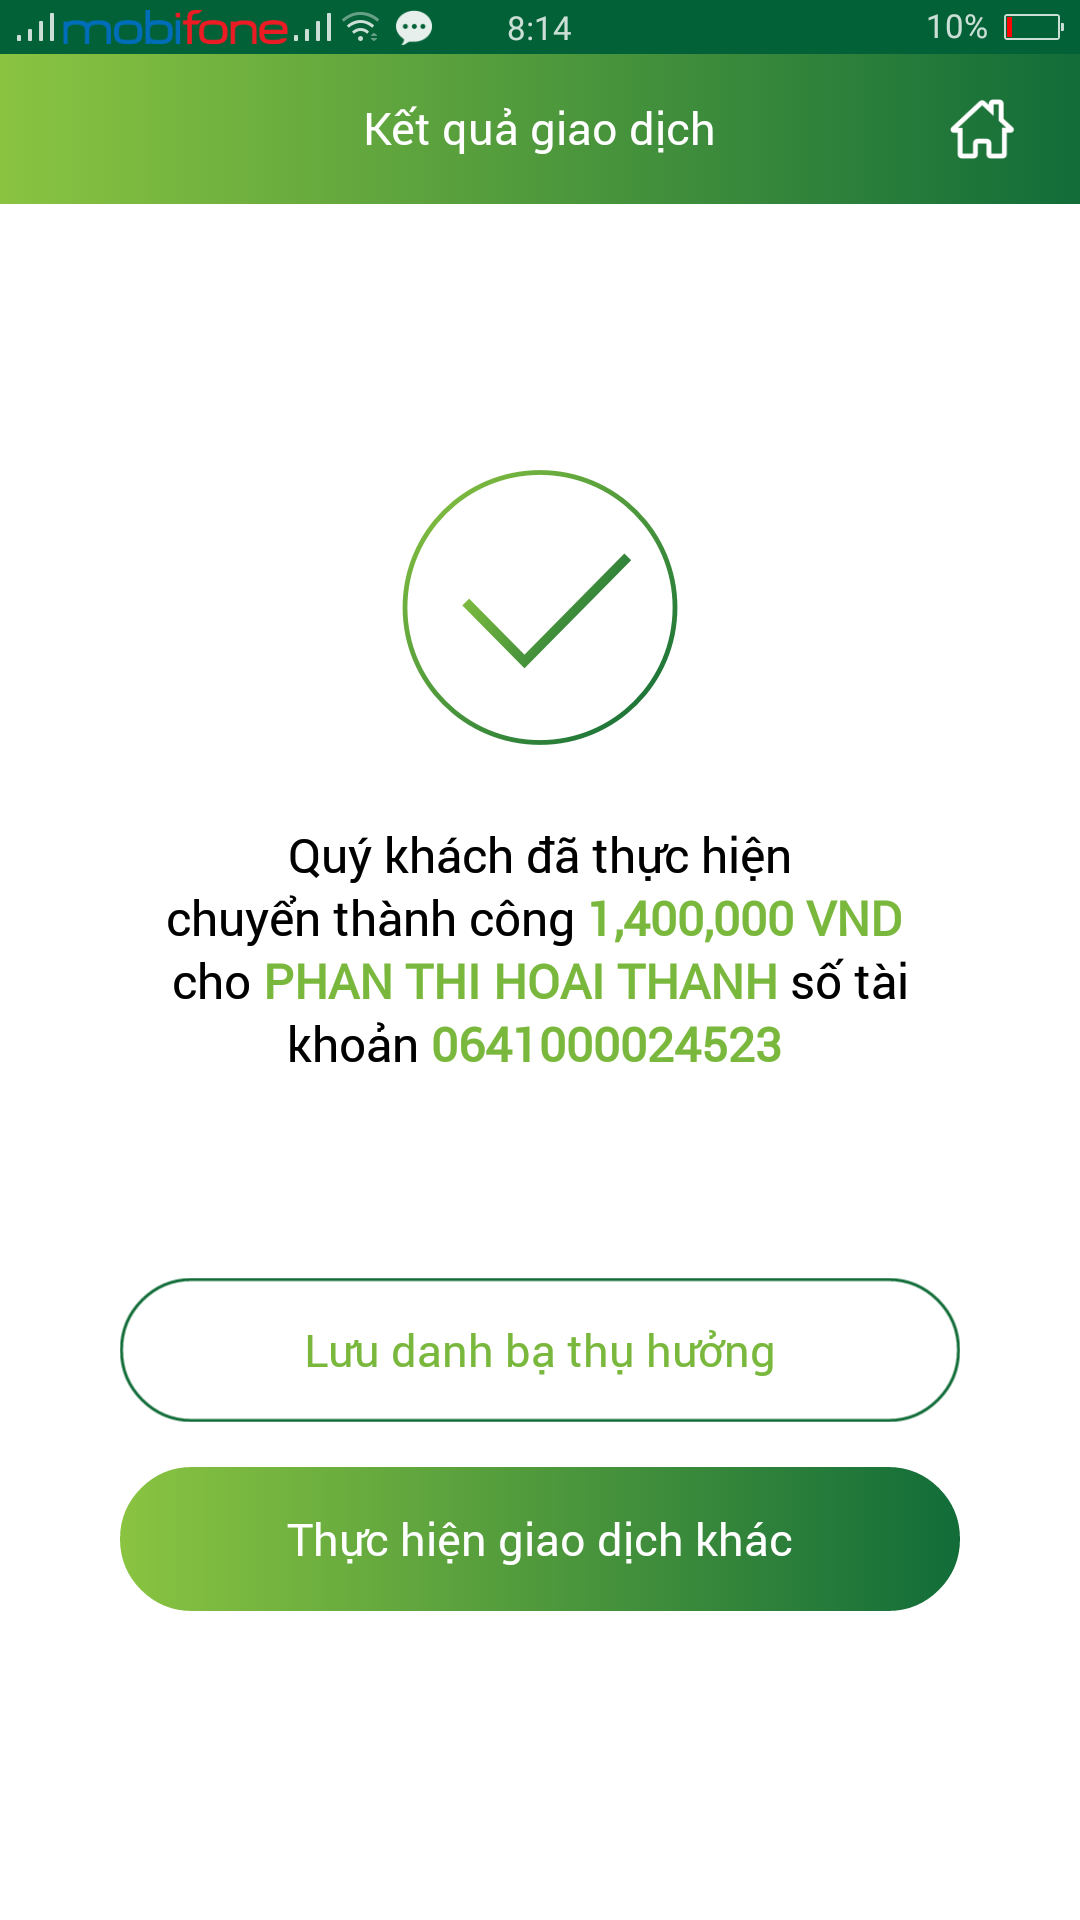 mobifone 8:14 10%
Kết quả giao dịch
Quý khách đã thực hiện
chuyển thành công 1,400,000 VND
cho PHAN THI HOAI THANH số tài
khoản 0641000024523
Lưu danh bạ thụ hưởng
Thực hiện giao dịch khác